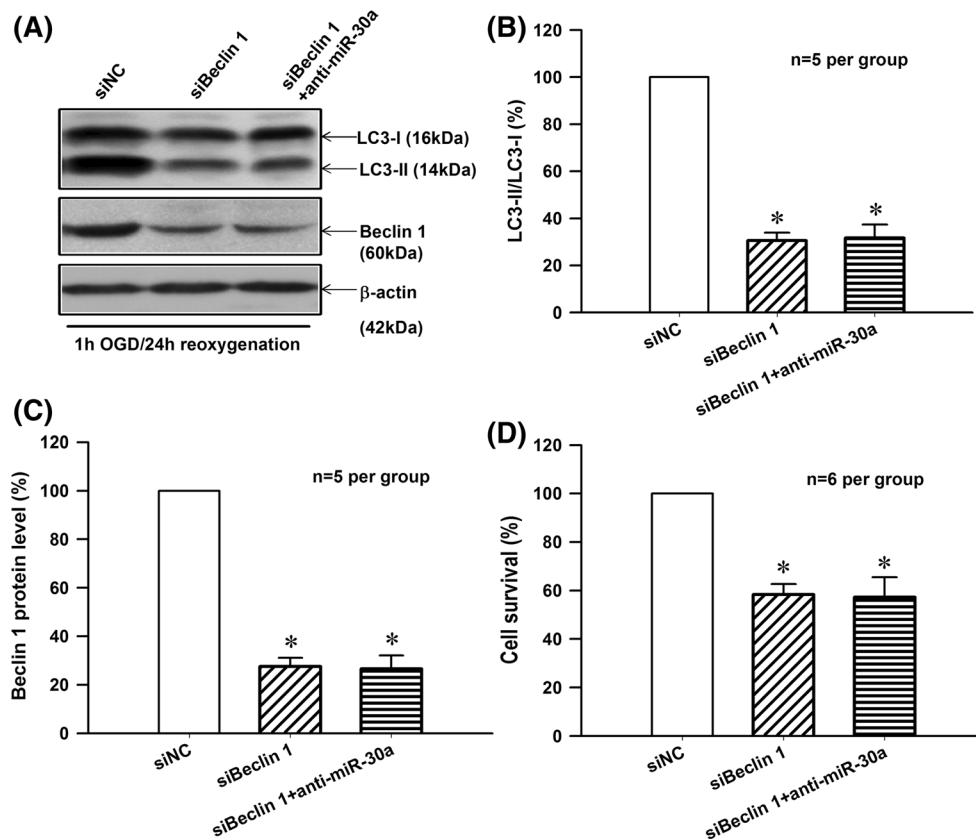 (A)
siNC
siBeclin 1
siBeclin 1
+anti-miR-30a
LC3-I (16kDa)
LC3-II (14kDa)
Beclin 1
(60kDa)
β-actin
(42kDa)
1h OGD/24h reoxygenation
(B)
n=5 per group
LC3-II/LC3-I (%)
120
100
80
60
40
20
0
*
*
siNC
siBeclin 1
siBeclin 1+anti-miR-30a
(C)
n=5 per group
Beclin 1 protein level (%)
120
100
80
60
40
20
0
*
*
siNC
siBeclin 1
siBeclin 1+anti-miR-30a
(D)
n=6 per group
Cell survival (%)
120
100
80
60
40
20
0
*
*
siNC
siBeclin 1
siBeclin 1+anti-miR-30a